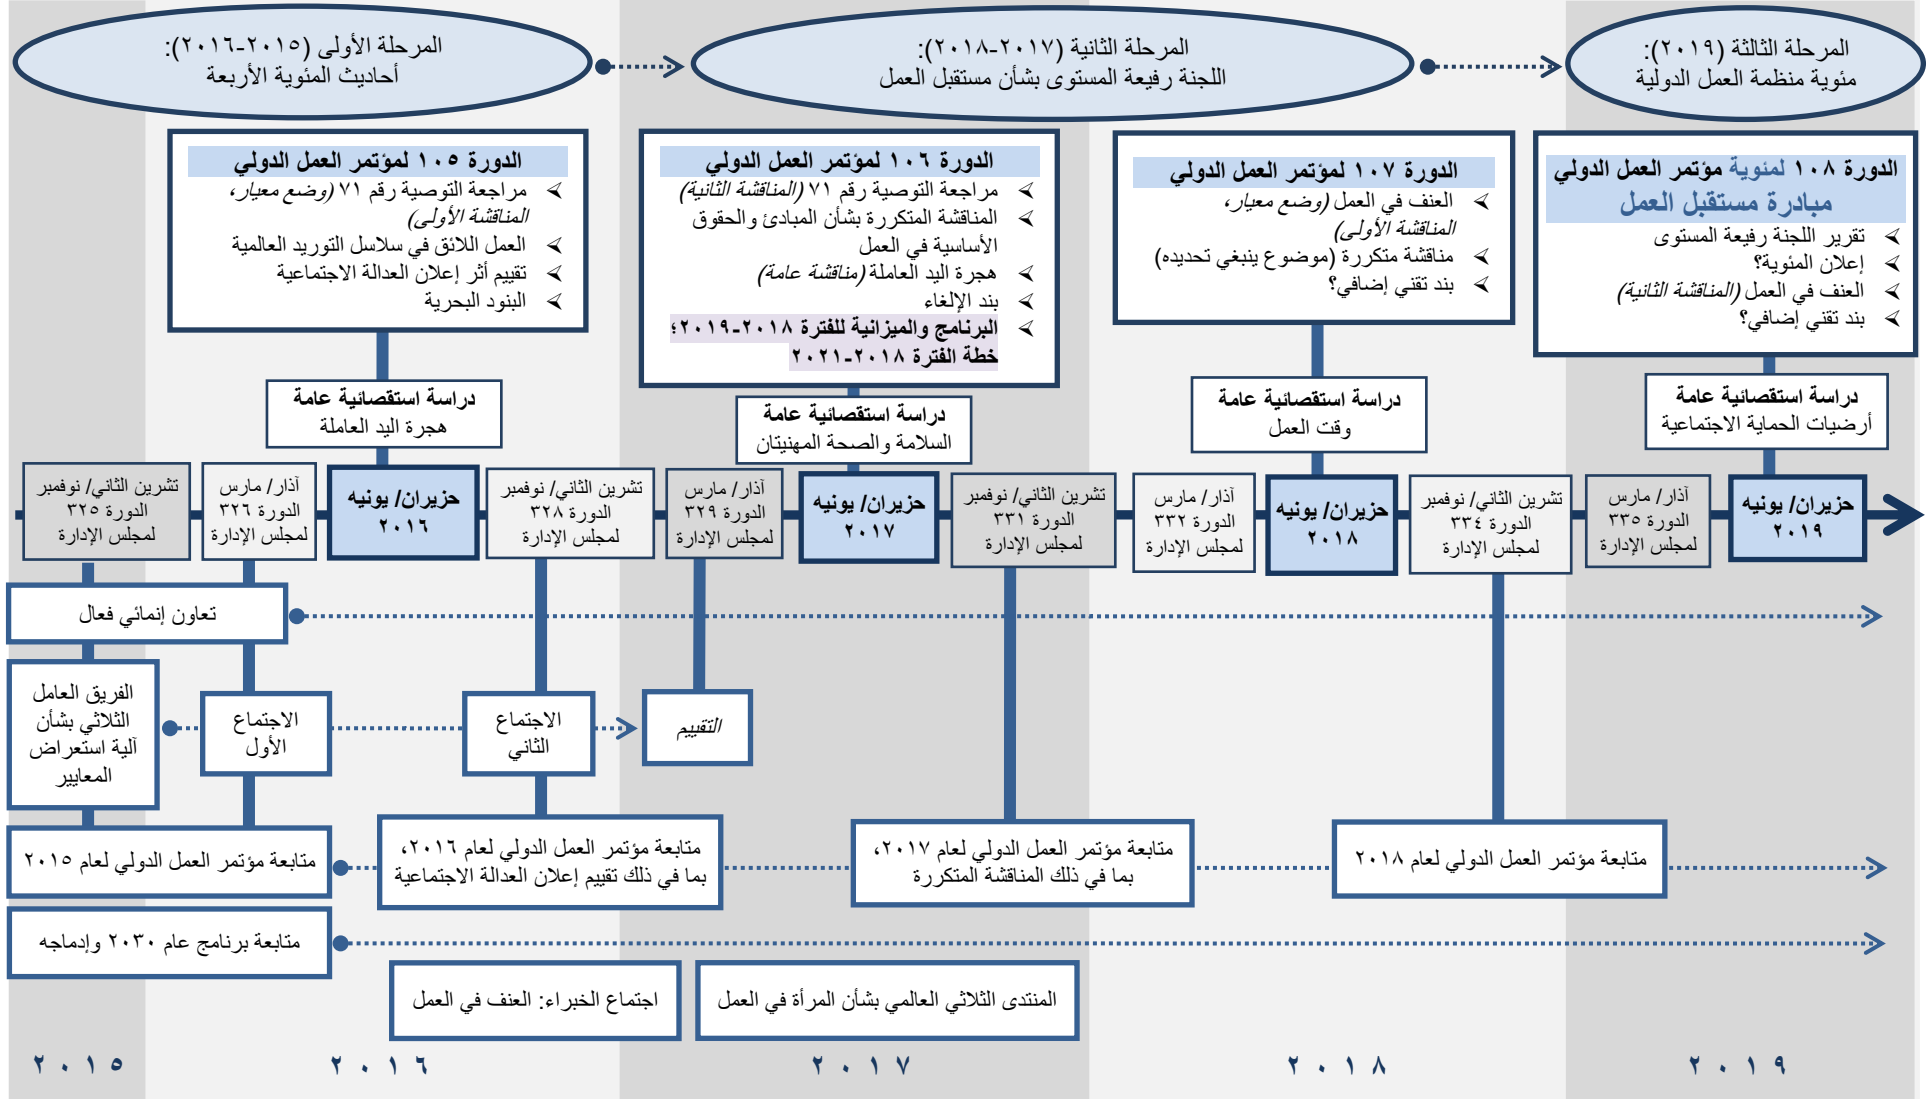 المرحلة الأولى (٢٠١٥-٢٠١٦):
أحاديث المئوية الأربعة
المرحلة الثانية (٢٠١٧-٢٠١٨):
اللجنة رفيعة المستوى بشأن مستقبل العمل
المرحلة الثالثة (٢٠١٩):
مئوية منظمة العمل الدولية
الدورة ١٠٥ لمؤتمر العمل الدولي
مراجعة التوصية رقم ٧١ (وضع معيار،
المناقشة الأولى)
العمل اللائق في سلاسل التوريد العالمية
تقييم أثر إعلان العدالة الاجتماعية
البنود البحرية
الدورة ١٠٦ لمؤتمر العمل الدولي
مراجعة التوصية رقم ٧١ (المناقشة الثانية)
المناقشة المتكررة بشأن المبادئ والحقوق
الأساسية في العمل
هجرة اليد العاملة (مناقشة عامة)
بند الإلغاء
البرنامج والميزانية للفترة ٢٠١٨-٢٠١٩؛
خطة الفترة ٢٠١٨-٢٠٢١
الدورة ١٠٧ لمؤتمر العمل الدولي
العنف في العمل (وضع معيار،
المناقشة الأولى)
مناقشة متكررة (موضوع ينبغي تحديده)
بند تقني إضافي؟
الدورة ١٠٨ لمئوية مؤتمر العمل الدولي
مبادرة مستقبل العمل
تقرير اللجنة رفيعة المستوى
إعلان المئوية؟
العنف في العمل (المناقشة الثانية)
بند تقني إضافي؟
دراسة استقصائية عامة
هجرة اليد العاملة
دراسة استقصائية عامة
السلامة والصحة المهنيتان
دراسة استقصائية عامة
وقت العمل
دراسة استقصائية عامة
أرضيات الحماية الاجتماعية
تشرين الثاني/ نوفمبر
الدورة ٣٢٥
لمجلس الإدارة
آذار/ مارس
الدورة ٣٢٦
لمجلس الإدارة
حزيران/ يونيه
٢٠١٦
تشرين الثاني/ نوفمبر
الدورة ٣٢٨
لمجلس الإدارة
آذار/ مارس
الدورة ٣٢٩
لمجلس الإدارة
حزيران/ يونيه
٢٠١٧
تشرين الثاني/ نوفمبر
الدورة ٣٣١
لمجلس الإدارة
آذار/ مارس
الدورة ٣٣٢
لمجلس الإدارة
حزيران/ يونيه
٢٠١٨
تشرين الثاني/ نوفمبر
الدورة ٣٣٤
لمجلس الإدارة
آذار/ مارس
الدورة ٣٣٥
لمجلس الإدارة
حزيران/ يونيه
٢٠١٩
تعاون إنمائي فعال
الفريق العامل
الثلاثي بشأن
آلية استعراض
المعايير
الاجتماع
الأول
الاجتماع
الثاني
التقييم
متابعة مؤتمر العمل الدولي لعام ٢٠١٥
متابعة مؤتمر العمل الدولي لعام ٢٠١٦،
بما في ذلك تقييم إعلان العدالة الاجتماعية
متابعة مؤتمر العمل الدولي لعام ٢٠١٧،
بما في ذلك المناقشة المتكررة
متابعة مؤتمر العمل الدولي لعام ٢٠١٨
متابعة برنامج عام ٢٠٣٠ وإدماجه
اجتماع الخبراء: العنف في العمل
المنتدى الثلاثي العالمي بشأن المرأة في العمل
٢٠١٥
٢٠١٦
٢٠١٧
٢٠١٨
٢٠١٩